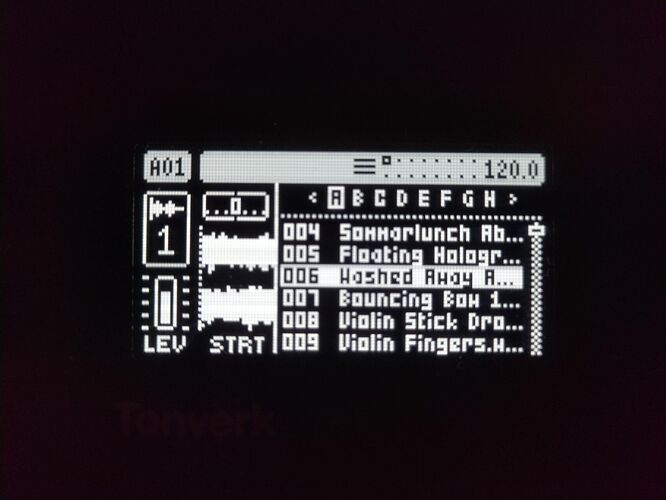 A01 120.0
< A B C D E F G H >
004 Sommarlunch Ab...
1 005 Floating Hologr...
006 Washed Away A...
007 Bouncing Bow 1...
008 Violin Stick Dro...
LEV STRT 009 Violin Fingers.w...
Tonverk